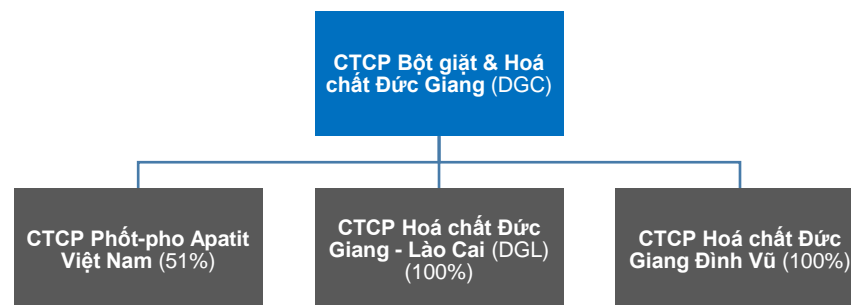 CTCP Bột giặt & Hoá
chất Đức Giang (DGC)
CTCP Phốt-pho Apatit
Việt Nam (51%)
CTCP Hoá chất Đức
Giang - Lào Cai (DGL)
(100%)
CTCP Hoá chất Đức
Giang Đình Vũ (100%)